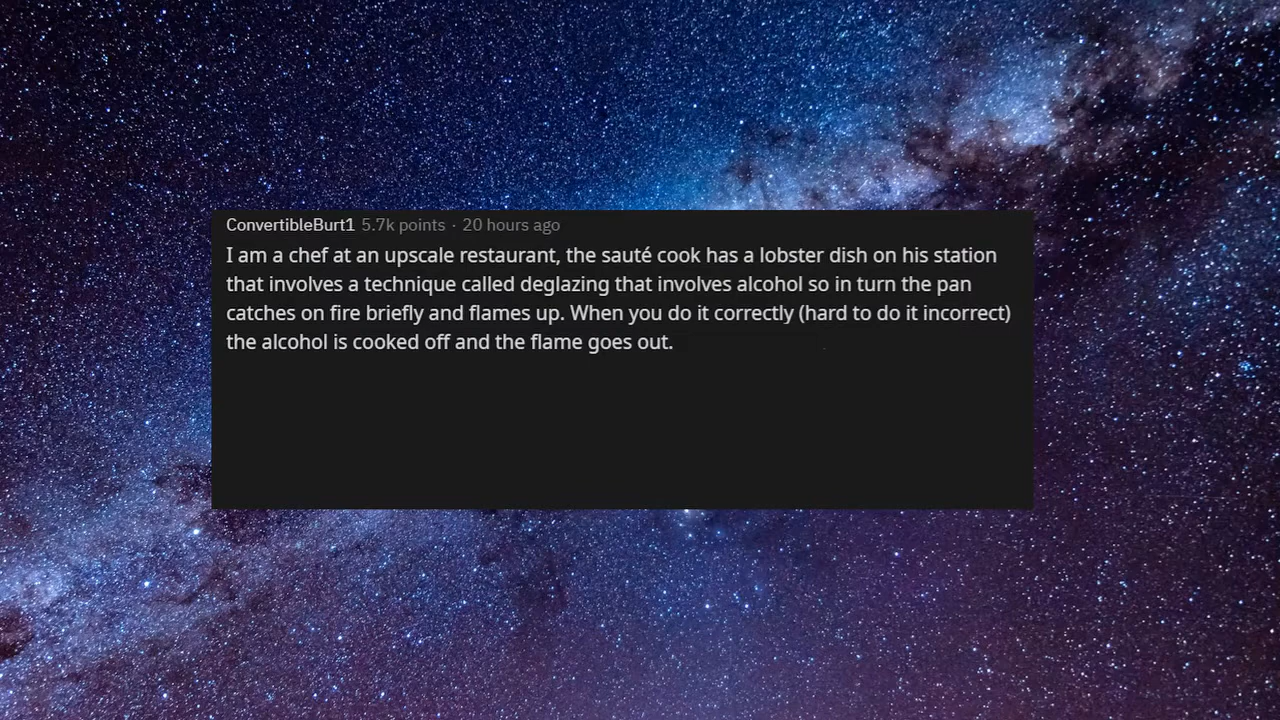 ConvertibleBurt1 5.7k points · 20 hours ago
I am a chef at an upscale restaurant, the sauté cook has a lobster dish on his station
that involves a technique called deglazing that involves alcohol so in turn the pan
catches on fire briefly and flames up. When you do it correctly (hard to do it incorrect)
the alcohol is cooked off and the flame goes out.